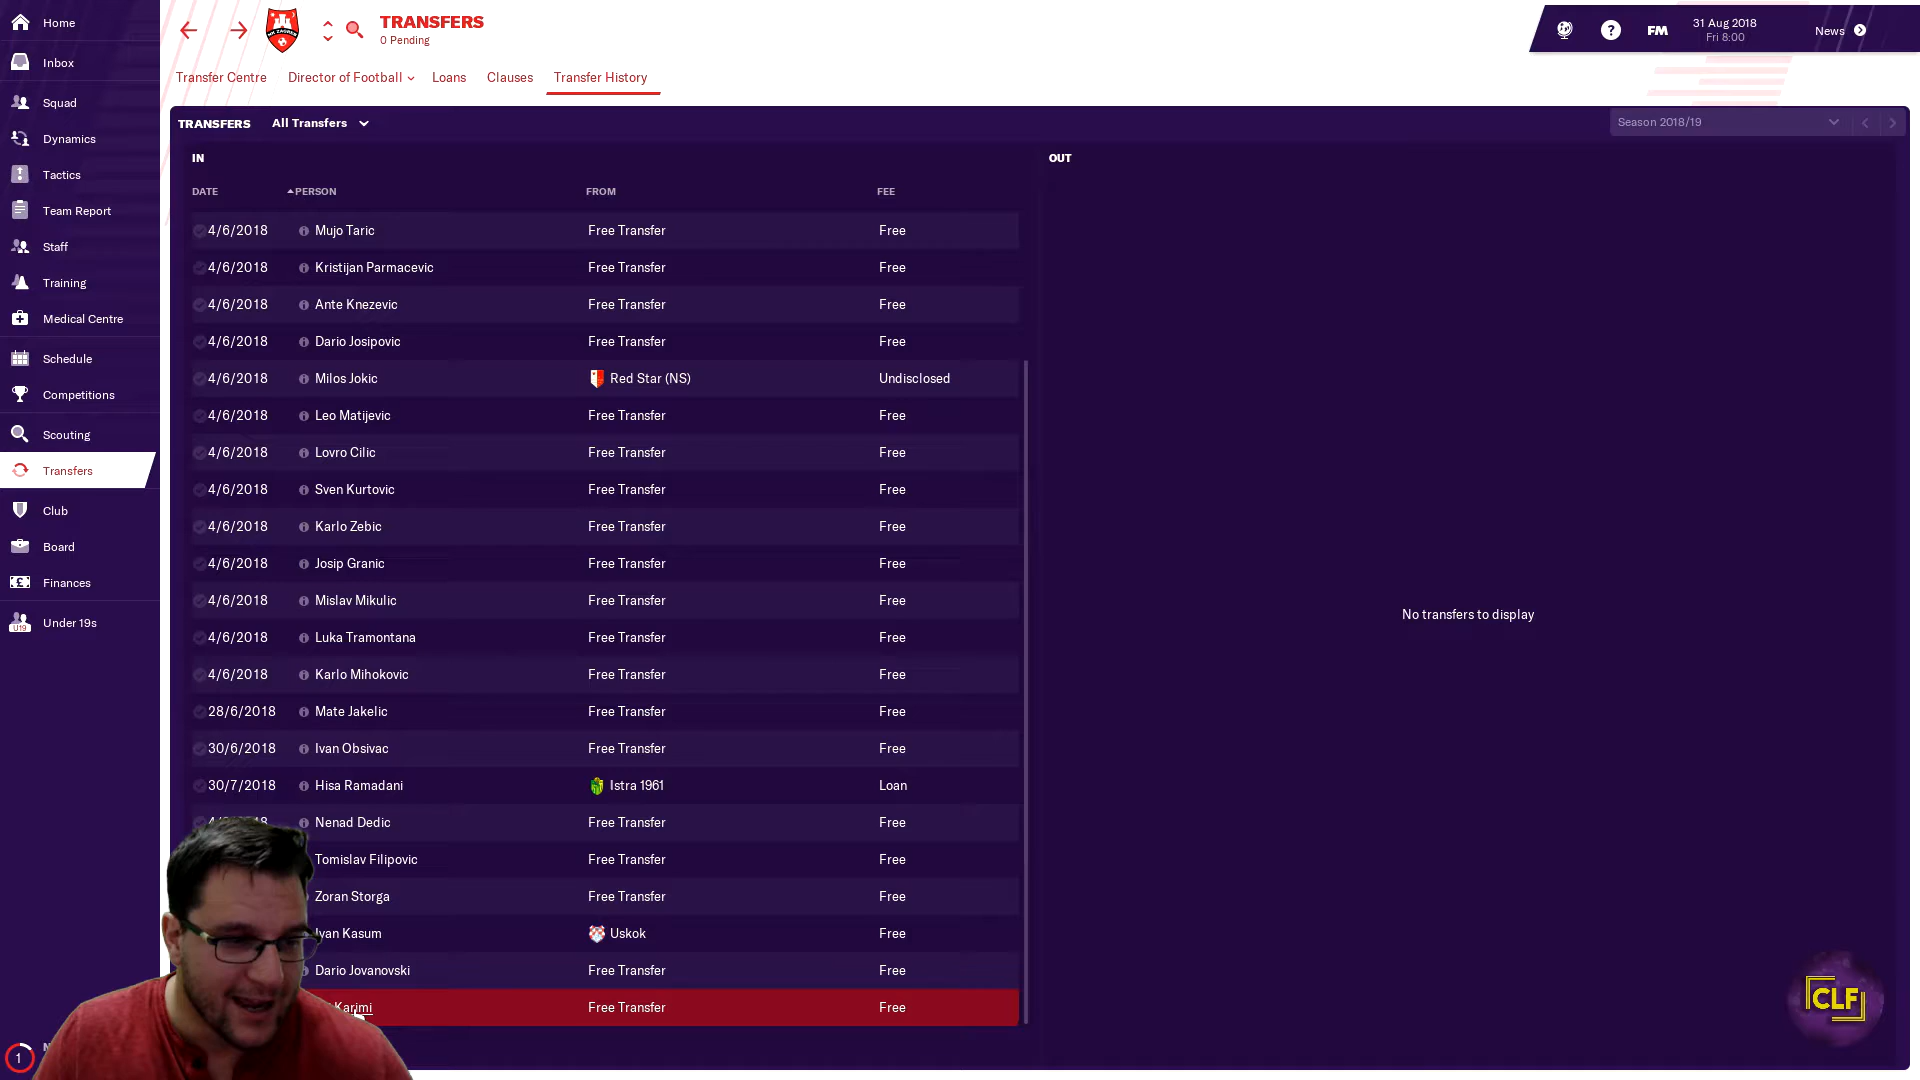 Home
Inbox
Squad
Dynamics
Tactics
Team Report
Staff
Training
Medical Centre
Schedule
Competitions
Scouting
Transfers
Club
Board
Finances
U19
Under 19s
1
TRANSFERS
0 Pending
FM
31 Aug 2018
Fri 8:00
News
Transfer Centre
Director of Football
Loans
Clauses
Transfer History
TRANSFERS
All Transfers
Season 2018/19
IN
OUT
DATE PERSON FROM FEE
4/6/2018 Mujo Taric Free Transfer Free
4/6/2018 Kristijan Parmacevic Free Transfer Free
4/6/2018 Ante Knezevic Free Transfer Free
4/6/2018 Dario Josipovic Free Transfer Free
4/6/2018 Milos Jokic Red Star (NS) Undisclosed
4/6/2018 Leo Matijevic Free Transfer Free
4/6/2018 Lovro Cilic Free Transfer Free
4/6/2018 Sven Kurtovic Free Transfer Free
4/6/2018 Karlo Zebic Free Transfer Free
4/6/2018 Josip Granic Free Transfer Free
4/6/2018 Mislav Mikulic Free Transfer Free
4/6/2018 Luka Tramontana Free Transfer Free
4/6/2018 Karlo Mihokovic Free Transfer Free
28/6/2018 Mate Jakelic Free Transfer Free
30/6/2018 Ivan Obsivac Free Transfer Free
30/7/2018 Hisa Ramadani Istra 1961 Loan
Nenad Dedic Free Transfer Free
Tomislav Filipovic Free Transfer Free
Zoran Storga Free Transfer Free
Ivan Kasum Uskok Free
Dario Jovanovski Free Transfer Free
Karimi Free Transfer Free
No transfers to display
CLF